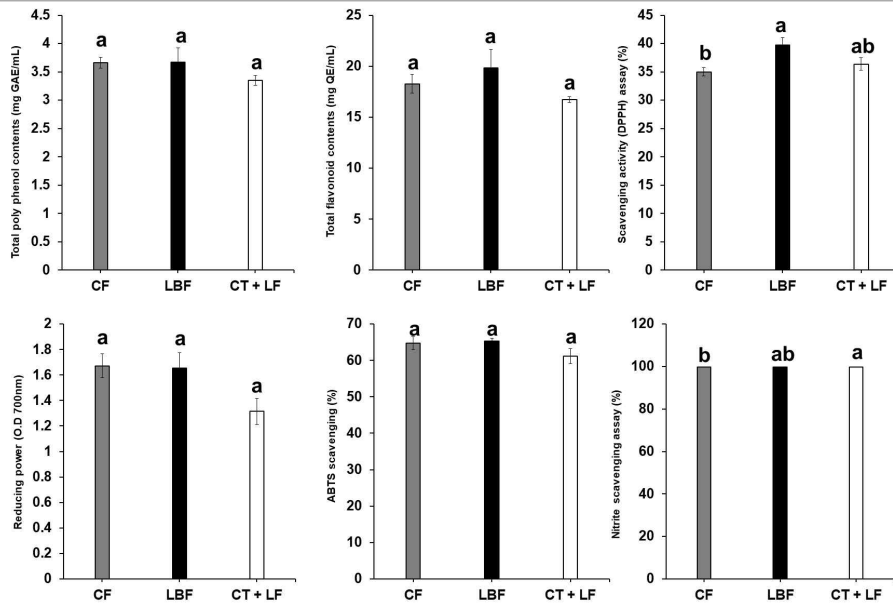 Total poly phenol contents (mg GAE/mL)
4.5
4
3.5
3
2.5
2
1.5
1
0.5
0
a
a
a
CF
LBF
CT + LF
Total flavonoid contents (mg QE/mL)
25
20
15
10
5
0
a
a
a
CF
LBF
CT + LF
Scavenging activity (DPPH) assay (%)
45
40
35
30
25
20
15
10
5
0
b
a
ab
CF
LBF
CT + LF
Reducing power (O.D 700nm)
2
1.8
1.6
1.4
1.2
1
0.8
0.6
0.4
0.2
0
a
a
a
CF
LBF
CT + LF
ABTS scavenging (%)
70
60
50
40
30
20
10
0
a
a
a
CF
LBF
CT + LF
Nitrite scavenging assay (%)
120
100
80
60
40
20
0
b
ab
a
CF
LBF
CT + LF